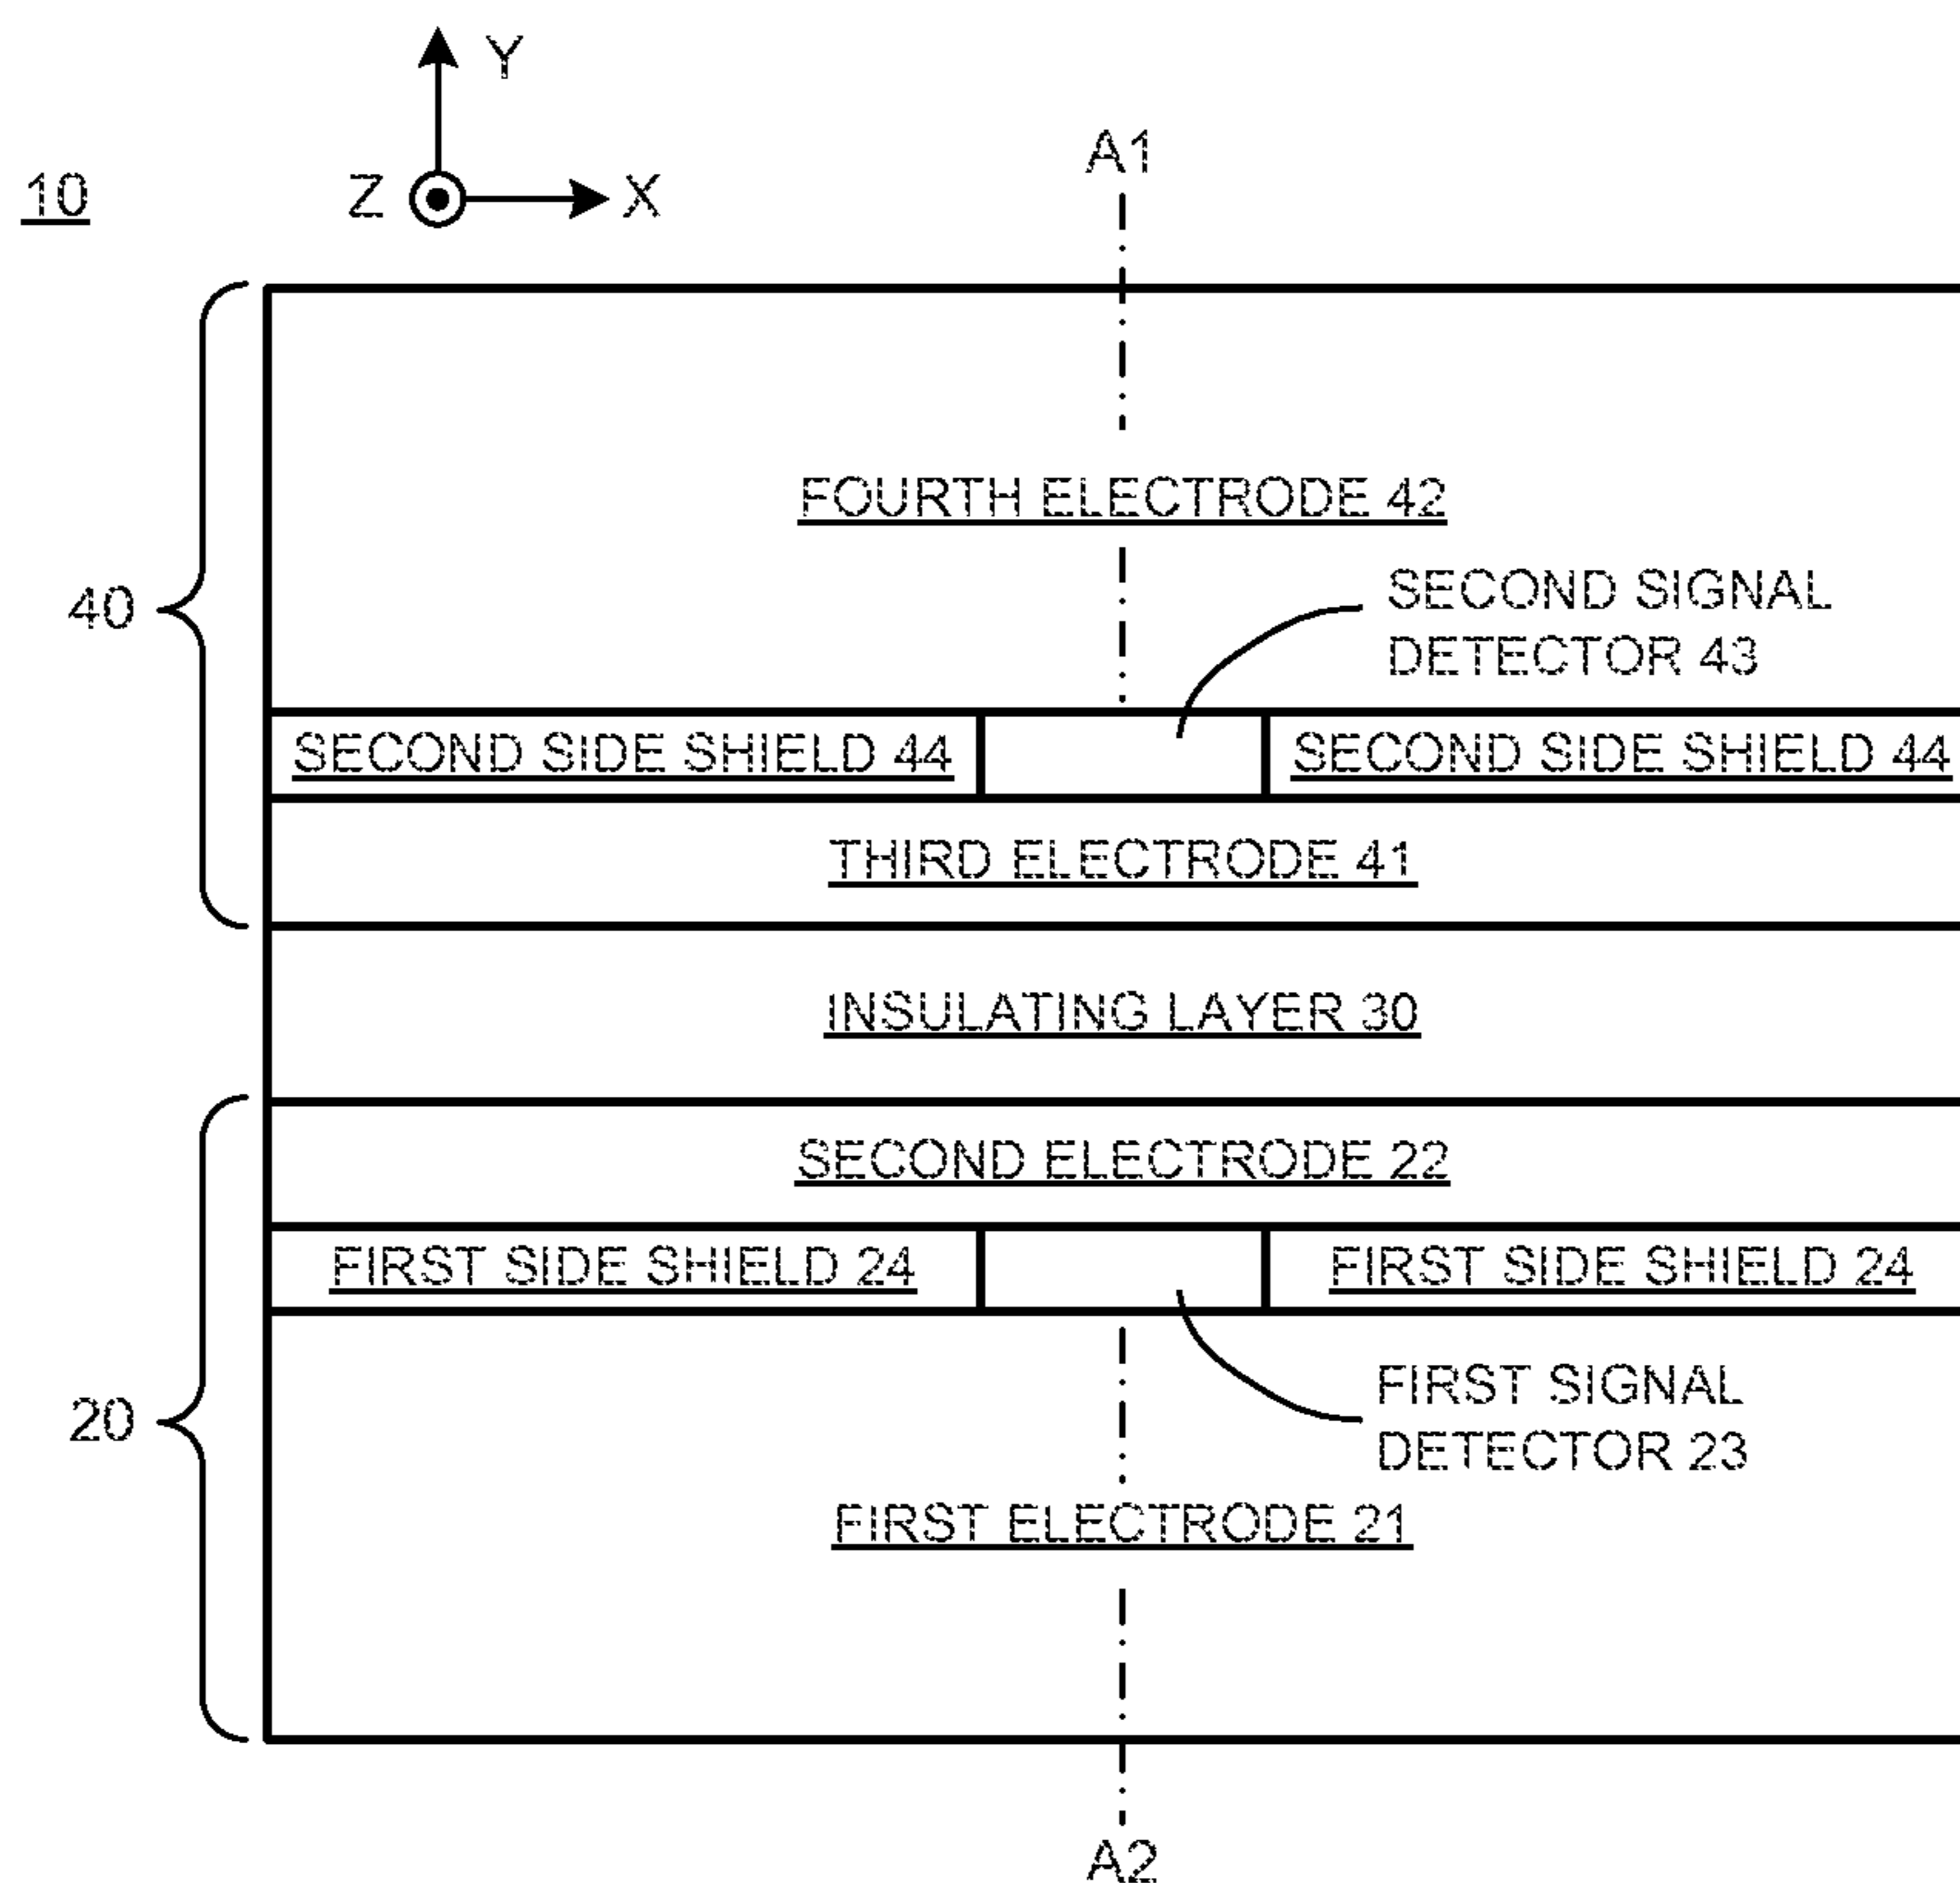 Y
A1
10
Z
X
FOURTH ELECTRODE 42
SECOND SIGNAL
DETECTOR 43
40
SECOND SIDE SHIELD 44
SECOND SIDE SHIELD 44
THIRD ELECTRODE 41
INSULATING LAYER 30
SECOND ELECTRODE 22
FIRST SIDE SHIELD 24
FIRST SIDE SHIELD 24
FIRST SIGNAL
DETECTOR 23
20
FIRST ELECTRODE 21
A2